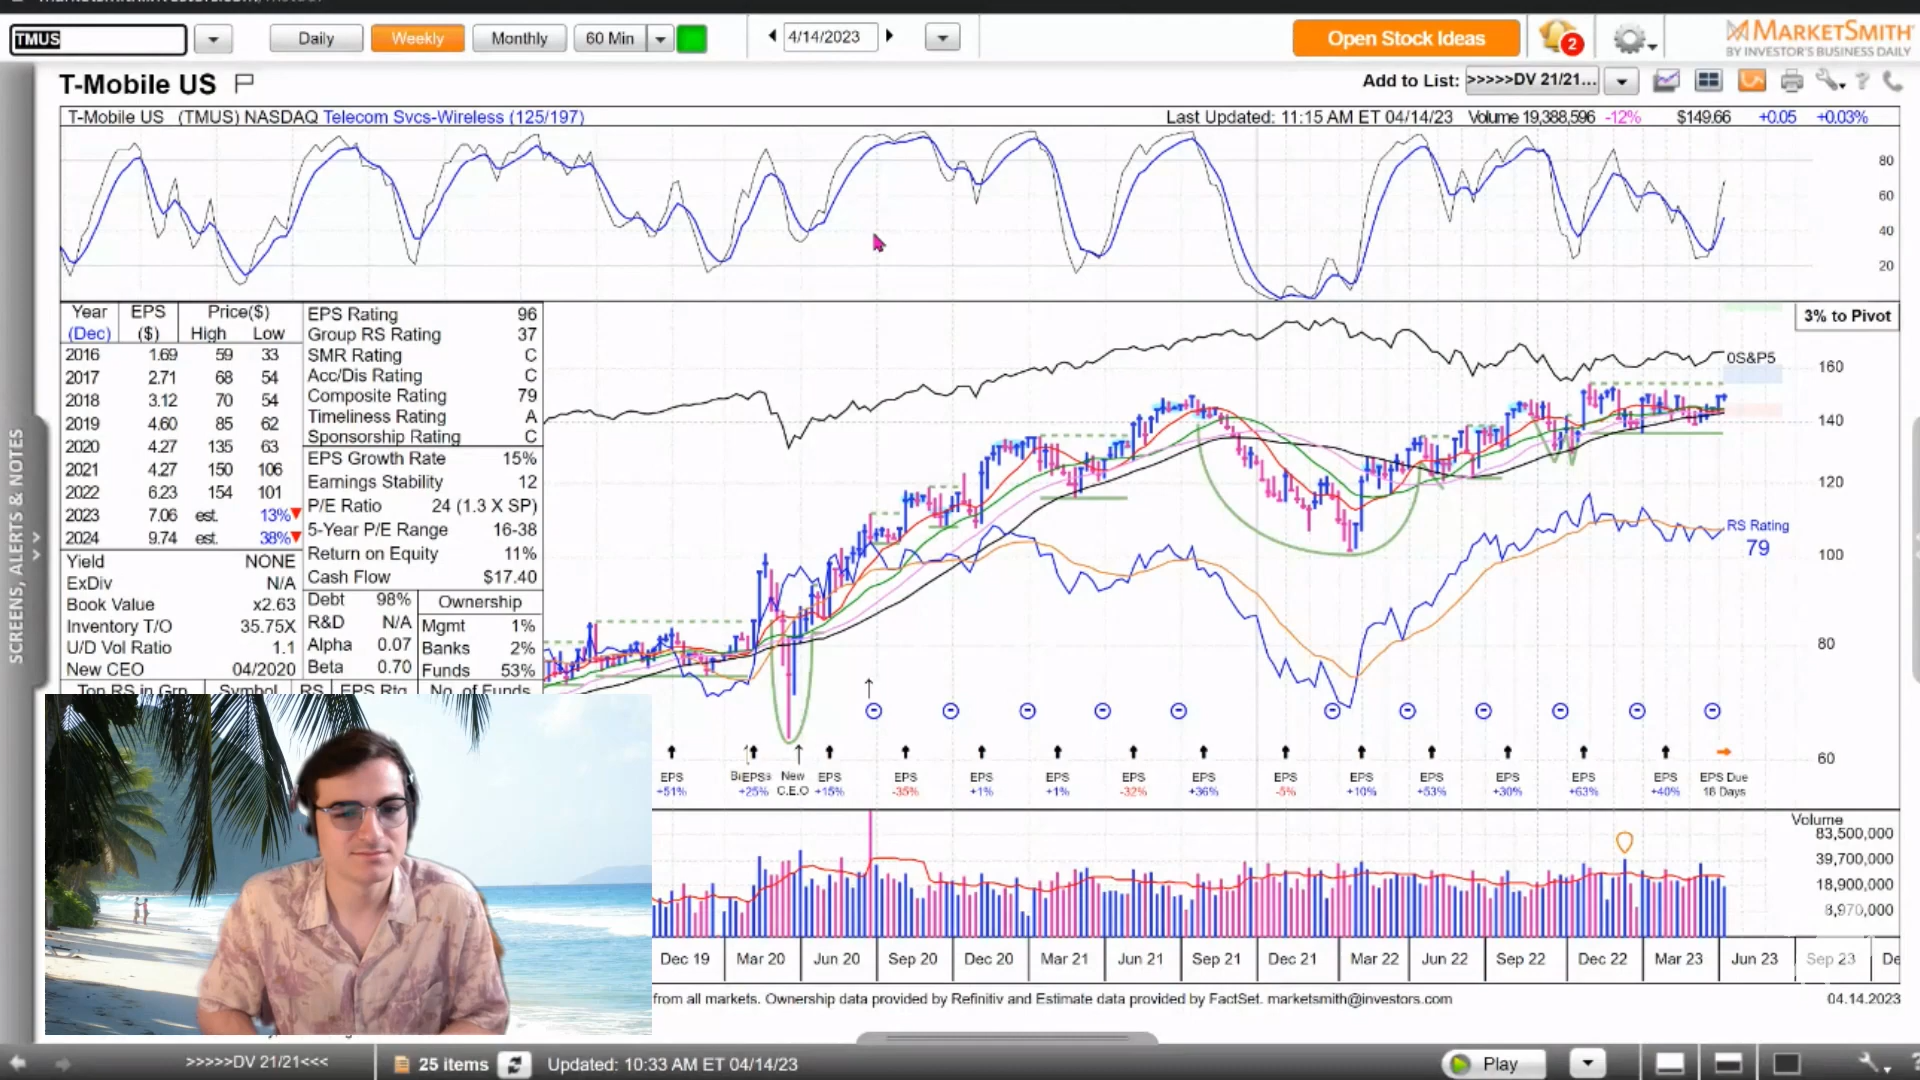 TMUS Daily Weekly Monthly 60 Min 4/14/2023 Open Stock Ideas 2 MARKETSMITH
BY INVESTOR'S BUSINESS DAILY
T-Mobile US Add to List: >>>>>DV 21/21...
T-Mobile US (TMUS) NASDAQ Telecom Svcs-Wireless (125/197) Last Updated: 11:15 AM ET 04/14/23 Volume 19,388,596 -12% $149.66 +0.05 +0.03%
80
60
40
20
Year EPS Price($)
(Dec) ($) High Low
2016 1.69 59 33
2017 2.71 68 54
2018 3.12 70 54
2019 4.60 85 62
2020 4.27 135 63
2021 4.27 150 106
2022 6.23 154 101
2023 7.06 est. 13%
2024 9.74 est. 38%
Yield NONE
ExDiv N/A
Book Value x2.63
Inventory T/O 35.75X
U/D Vol Ratio 1.1
New CEO 04/2020
EPS Rating 96
Group RS Rating 37
SMR Rating C
Acc/Dis Rating C
Composite Rating 79
Timeliness Rating A
Sponsorship Rating C
EPS Growth Rate 15%
Earnings Stability 12
P/E Ratio 24 (1.3 X SP)
5-Year P/E Range 16-38
Return on Equity 11%
Cash Flow $17.40
Debt 98%
R&D N/A
Alpha 0.07
Beta 0.70
Ownership
Mgmt 1%
Banks 2%
Funds 53%
Top RS in Grp Symbol RS EPS Rtg No. of Funds
3% to Pivot
0S&P5
160
140
120
RS Rating
79
100
80
60
EPS EPS New EPS EPS EPS EPS EPS EPS EPS EPS EPS EPS EPS EPS EPS Due
+51% +25% C.E.O +15% -35% +1% +1% -32% +36% -5% +10% +53% +30% +63% +40% 18 Days
Volume
83,500,000
39,700,000
18,900,000
8,970,000
Dec 19 Mar 20 Jun 20 Sep 20 Dec 20 Mar 21 Jun 21 Sep 21 Dec 21 Mar 22 Jun 22 Sep 22 Dec 22 Mar 23 Jun 23 Sep 23 De
from all markets. Ownership data provided by Refinitiv and Estimate data provided by FactSet. marketsmith@investors.com 04.14.2023
SCREENS, ALERTS & NOTES
>>>>>DV 21/21<<< 25 items Updated: 10:33 AM ET 04/14/23 Play